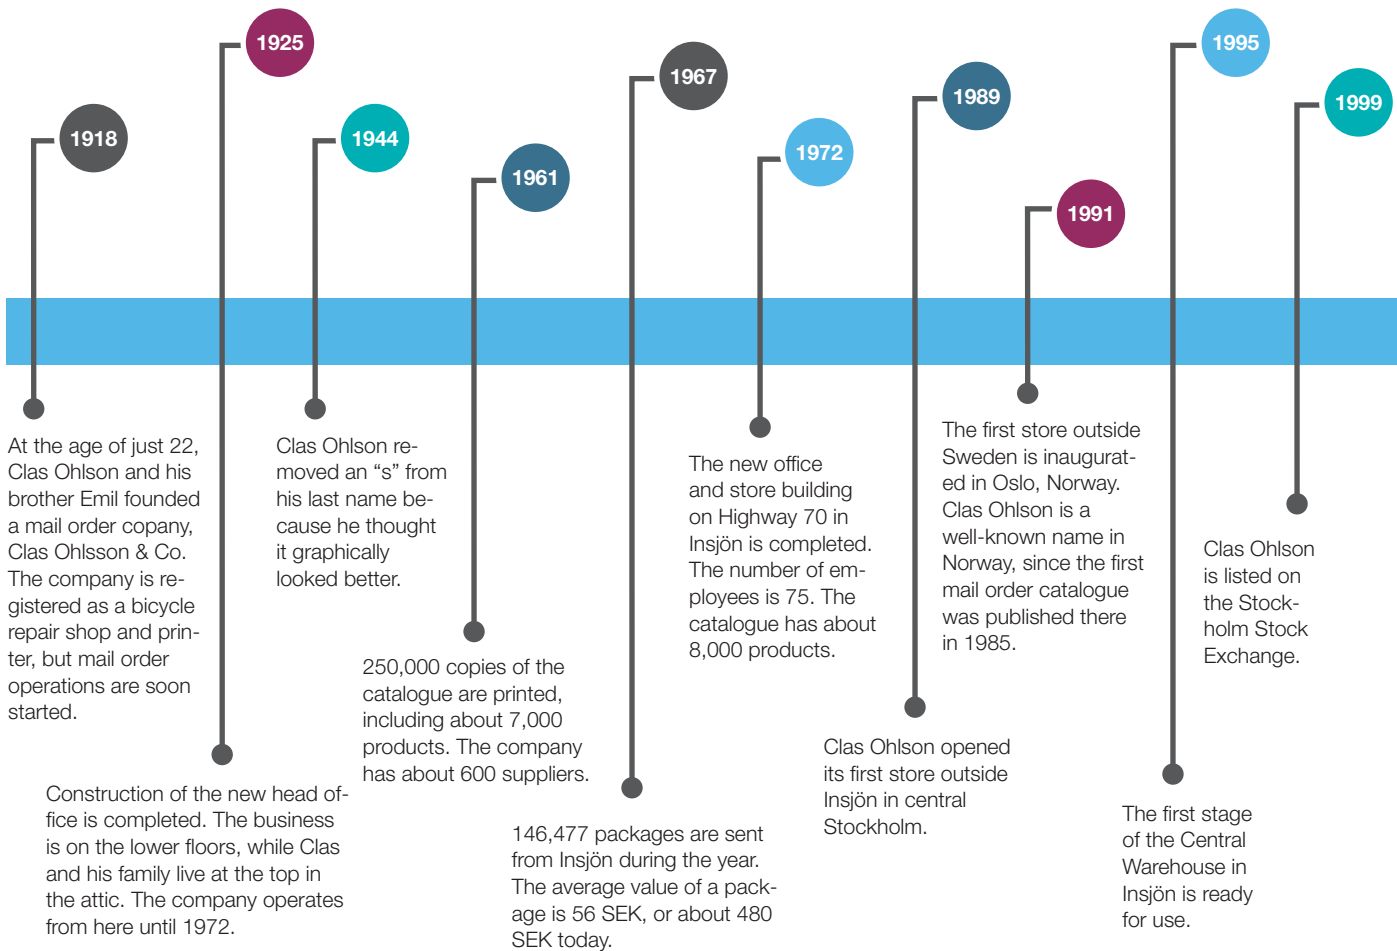 1918
At the age of just 22,
Clas Ohlson and his
brother Emil founded
a mail order copany,
Clas Ohlsson & Co.
The company is re-
gistered as a bicycle
repair shop and prin-
ter, but mail order
operations are soon
started.
1925
Construction of the new head of-
fice is completed. The business
is on the lower floors, while Clas
and his family live at the top in
the attic. The company operates
from here until 1972.
1944
Clas Ohlson re-
moved an “s” from
his last name be-
cause he thought
it graphically
looked better.
1961
250,000 copies of the
catalogue are printed,
including about 7,000
products. The company
has about 600 suppliers.
1967
146,477 packages are sent
from Insjön during the year.
The average value of a pack-
age is 56 SEK, or about 480
SEK today.
1972
The new office
and store building
on Highway 70 in
Insjön is completed.
The number of em-
ployees is 75. The
catalogue has about
8,000 products.
1989
Clas Ohlson opened
its first store outside
Insjön in central
Stockholm.
1991
The first store outside
Sweden is inaugurat-
ed in Oslo, Norway.
Clas Ohlson is a
well-known name in
Norway, since the first
mail order catalogue
was published there
in 1985.
1995
The first stage
of the Central
Warehouse in
Insjön is ready
for use.
1999
Clas Ohlson
is listed on
the Stock-
holm Stock
Exchange.